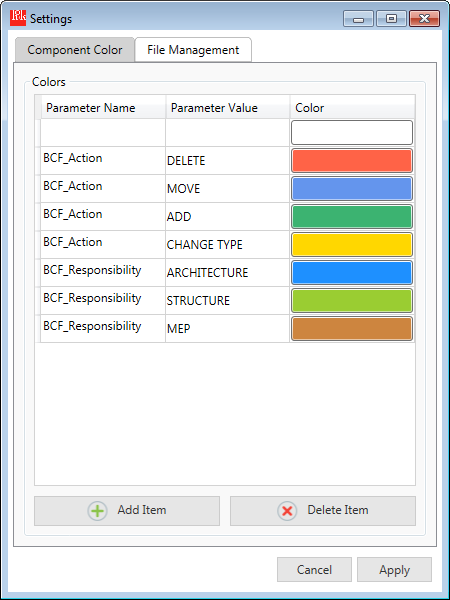 Settings
Component Color File Management
Colors
Parameter Name Parameter Value Color
BCF_Action DELETE
BCF_Action MOVE
BCF_Action ADD
BCF_Action CHANGE TYPE
BCF_Responsibility ARCHITECTURE
BCF_Responsibility STRUCTURE
BCF_Responsibility MEP
Add Item Delete Item
Cancel Apply